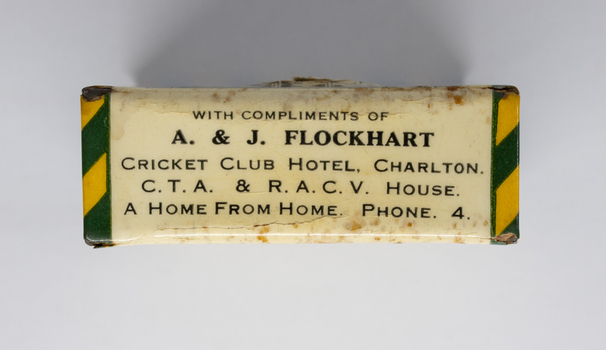 WITH COMPLIMENTS OF
A. & J. FLOCKHART
CRICKET CLUB HOTEL, CHARLTON.
C.T.A. & R.A.C.V. HOUSE.
A HOME FROM HOME. PHONE. 4.